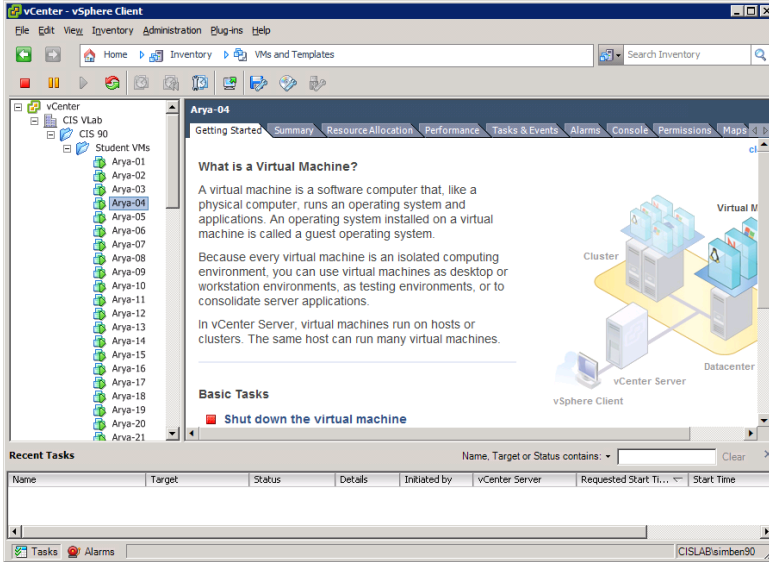 vCenter - vSphere Client
File Edit View Inventory Administration Plug-ins Help
Home Inventory VMs and Templates Search Inventory
vCenter
CIS VLab
CIS 90
Student VMs
Arya-01
Arya-02
Arya-03
Arya-04
Arya-05
Arya-06
Arya-07
Arya-08
Arya-09
Arya-10
Arya-11
Arya-12
Arya-13
Arya-14
Arya-15
Arya-16
Arya-17
Arya-18
Arya-19
Arya-20
Arya-21
Arya-04
Getting Started Summary Resource Allocation Performance Tasks & Events Alarms Console Permissions Maps
cl
What is a Virtual Machine?
A virtual machine is a software computer that, like a
physical computer, runs an operating system and
applications. An operating system installed on a virtual
machine is called a guest operating system.
Because every virtual machine is an isolated computing
environment, you can use virtual machines as desktop or
workstation environments, as testing environments, or to
consolidate server applications.
In vCenter Server, virtual machines run on hosts or
clusters. The same host can run many virtual machines.
Basic Tasks
Shut down the virtual machine
Virtual M
Cluster
Datacenter
vCenter Server
vSphere Client
Recent Tasks Name, Target or Status contains: Clear
Name Target Status Details Initiated by vCenter Server Requested Start Ti... Start Time
Tasks Alarms CISLAB\simben90